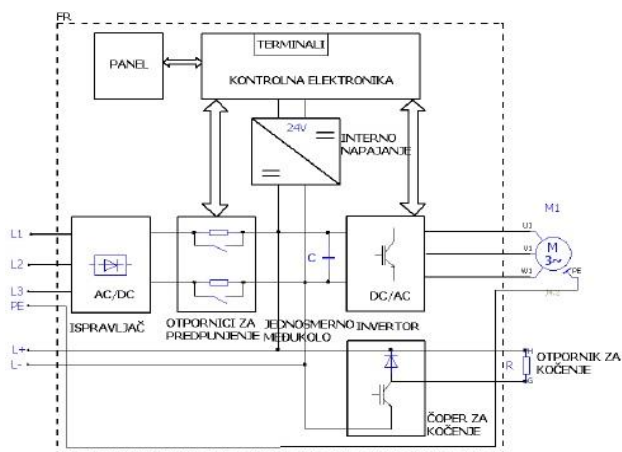 FR
TERMINALI
PANEL
KONTROLNA ELEKTRONIKA
24V
INTERNO
NAPAJANJE
M1
L1
L2
L3
PE
U1
V1
W1
M
3~
PE
C
AC/DC
DC/AC
ISPRAVLJAČ
OTPORNICI ZA
PREDPUNJENJE
JEDNOSMERNO
MEĐUKOLO
INVERTOR
L+
L-
H
R
G
OTPORNIK ZA
KOČENJE
ČOPER ZA
KOČENJE